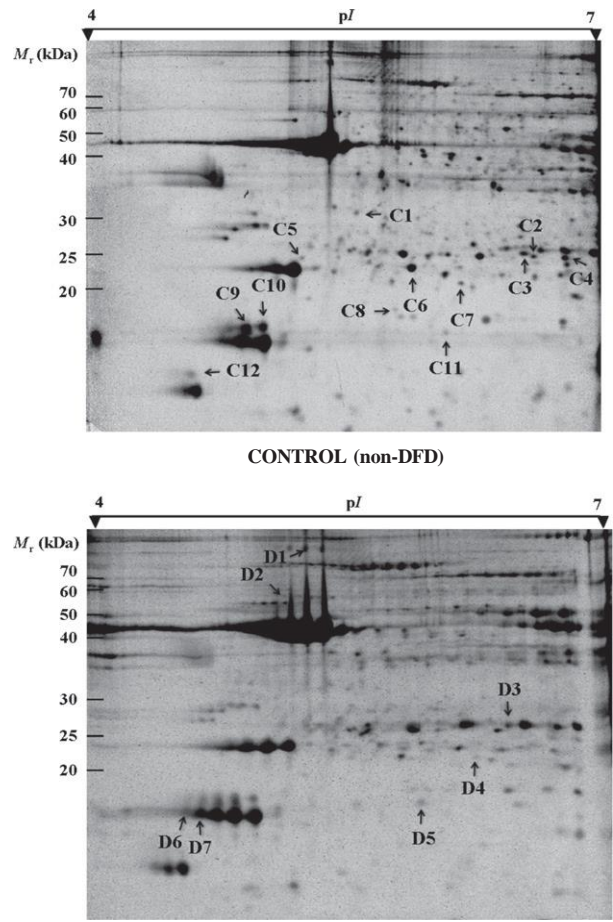 4 pI 7
Mr (kDa)
70
60
50
40
30
25
20
C1
C2
C5
C3
C4
C6
C7
C9
C10
C8
C11
C12
CONTROL (non-DFD)
4 pI 7
Mr (kDa)
70
60
50
40
30
25
20
D1
D2
D3
D4
D5
D6
D7